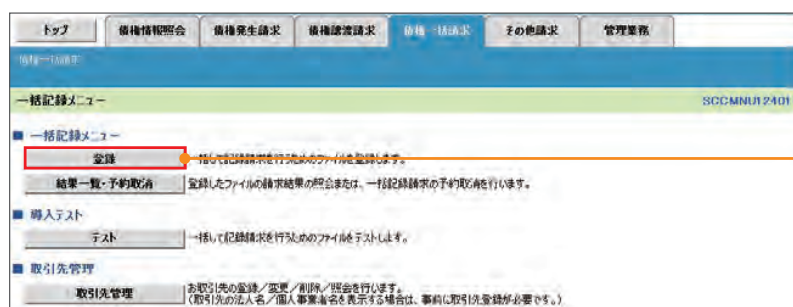 トップ 債権情報照会 債権発生請求 債権譲渡請求 債権一括請求 その他請求 管理業務
債権一括請求
一括記録メニュー SCCMNU12401
■ 一括記録メニュー
登録 一括して記録請求を行うためのファイルを登録します。
結果一覧・予約取消 登録したファイルの請求結果の照会または、一括記録請求の予約取消を行います。
■ 導入テスト
テスト 一括して記録請求を行うためのファイルをテストします。
■ 取引先管理
取引先管理 お取引先の登録／変更／削除／照会を行います。
(取引先の法人名／個人事業者名を表示する場合は、事前に取引先登録が必要です。)